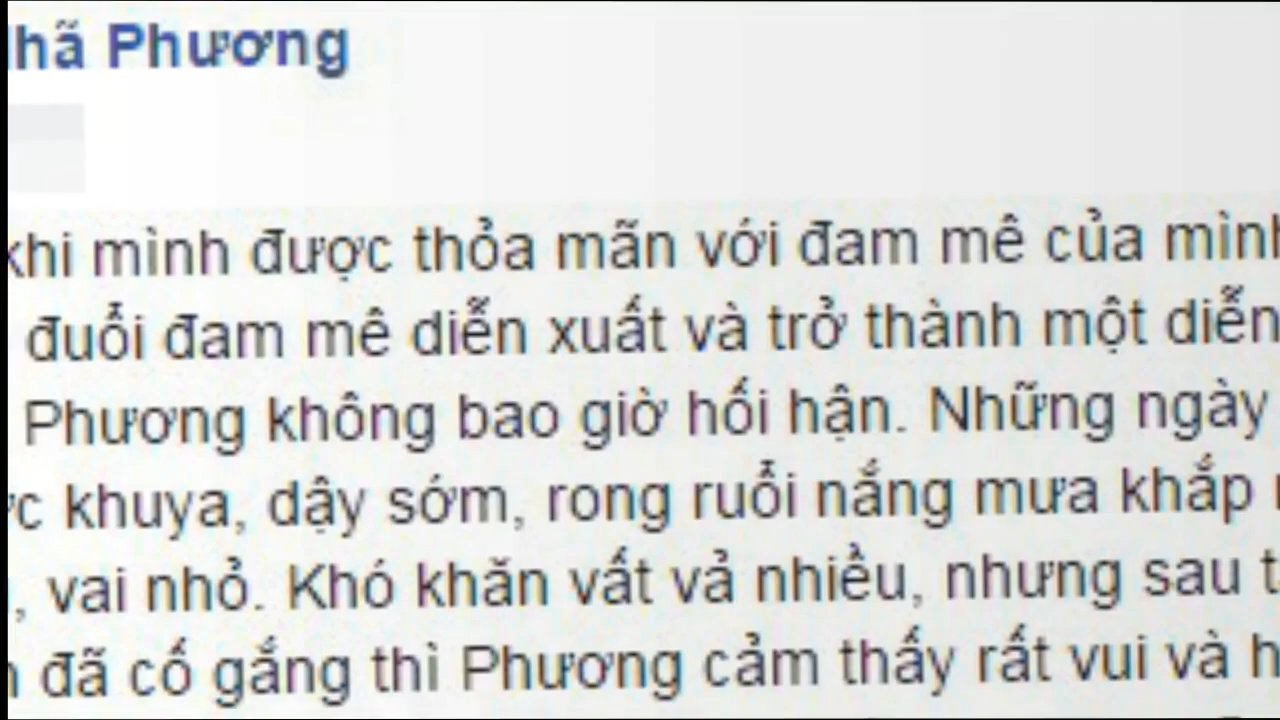 Phương
khi mình được thỏa mãn với đam mê của mình
đuổi đam mê diễn xuất và trở thành một diễn
Phương không bao giờ hối hận. Những ngày
khuya, dậy sớm, rong ruổi nắng mưa khắp
, vai nhỏ. Khó khăn vất vả nhiều, nhưng sau
đã cố gắng thì Phương cảm thấy rất vui và